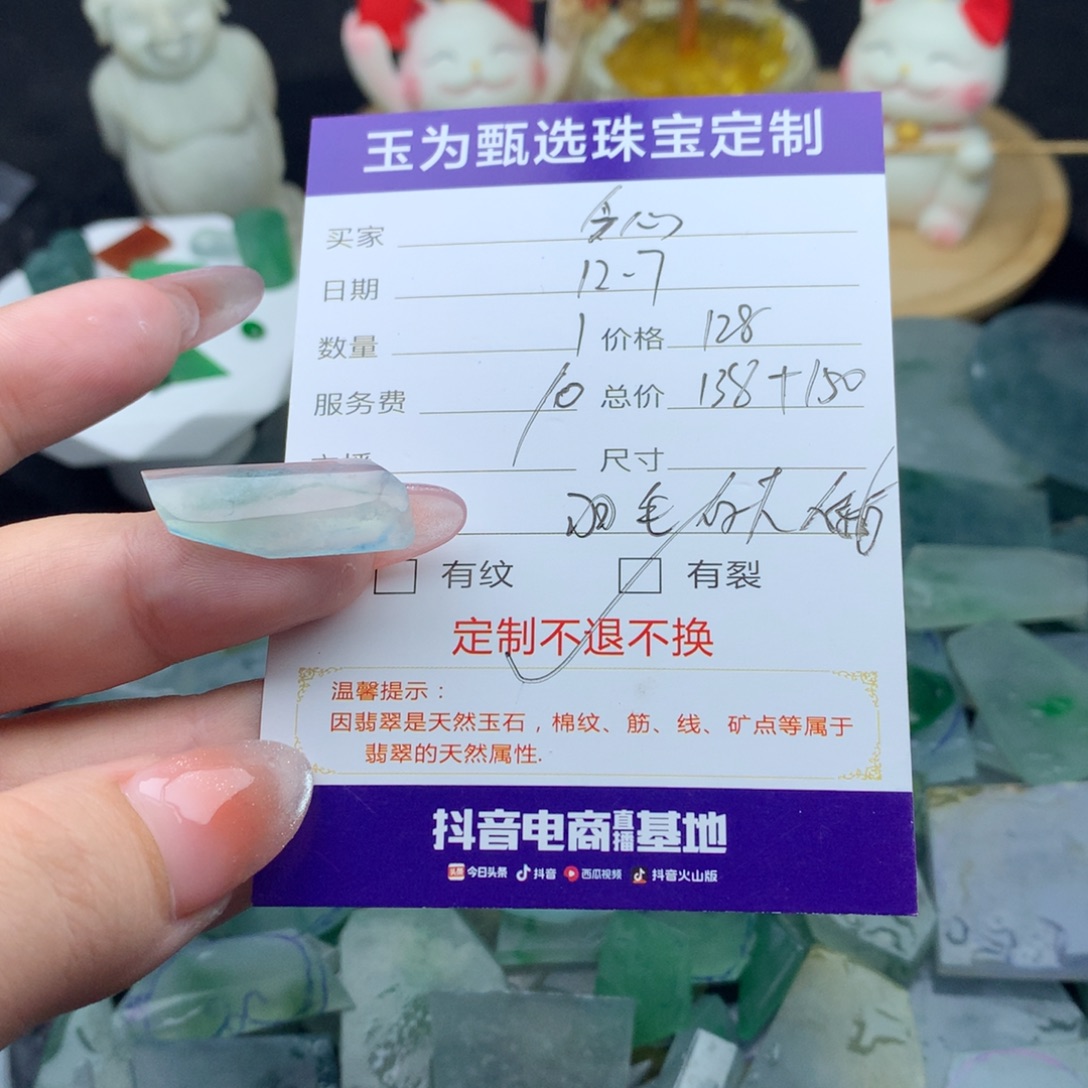 玉为甄选珠宝定制
买家
日期 12-7
数量 1 价格 128
服务费 10 总价 138+150
尺寸
羽毛
有纹 有裂
定制不退不换
温馨提示：
因翡翠是天然玉石，棉纹、筋、线、矿点等属于
翡翠的天然属性.
抖音电商直播基地
头条 今日头条 抖音 西瓜视频 抖音火山版